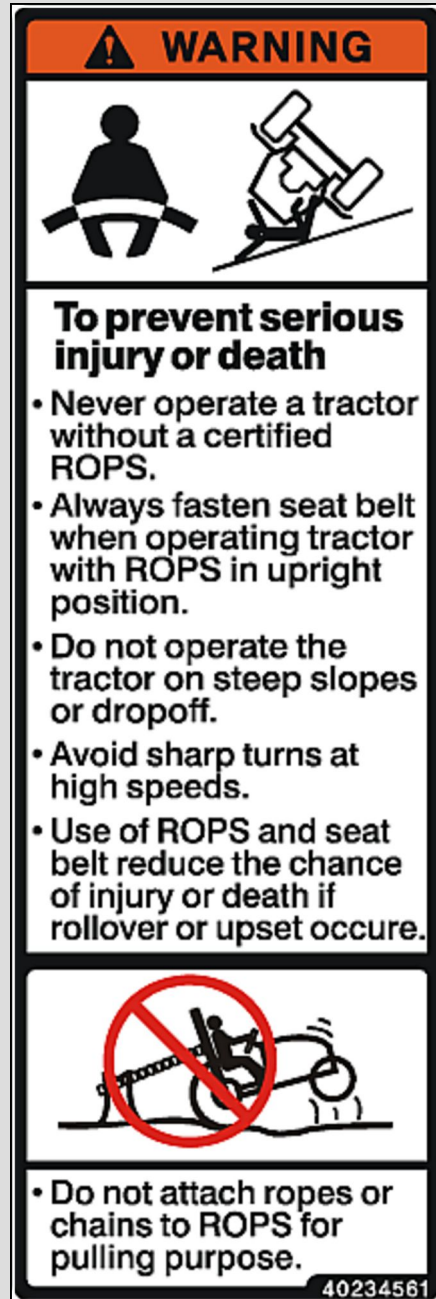 WARNING
To prevent serious
injury or death
• Never operate a tractor
without a certified
ROPS.
• Always fasten seat belt
when operating tractor
with ROPS in upright
position.
• Do not operate the
tractor on steep slopes
or dropoff.
• Avoid sharp turns at
high speeds.
• Use of ROPS and seat
belt reduce the chance
of injury or death if
rollover or upset occure.
• Do not attach ropes or
chains to ROPS for
pulling purpose.
40234561